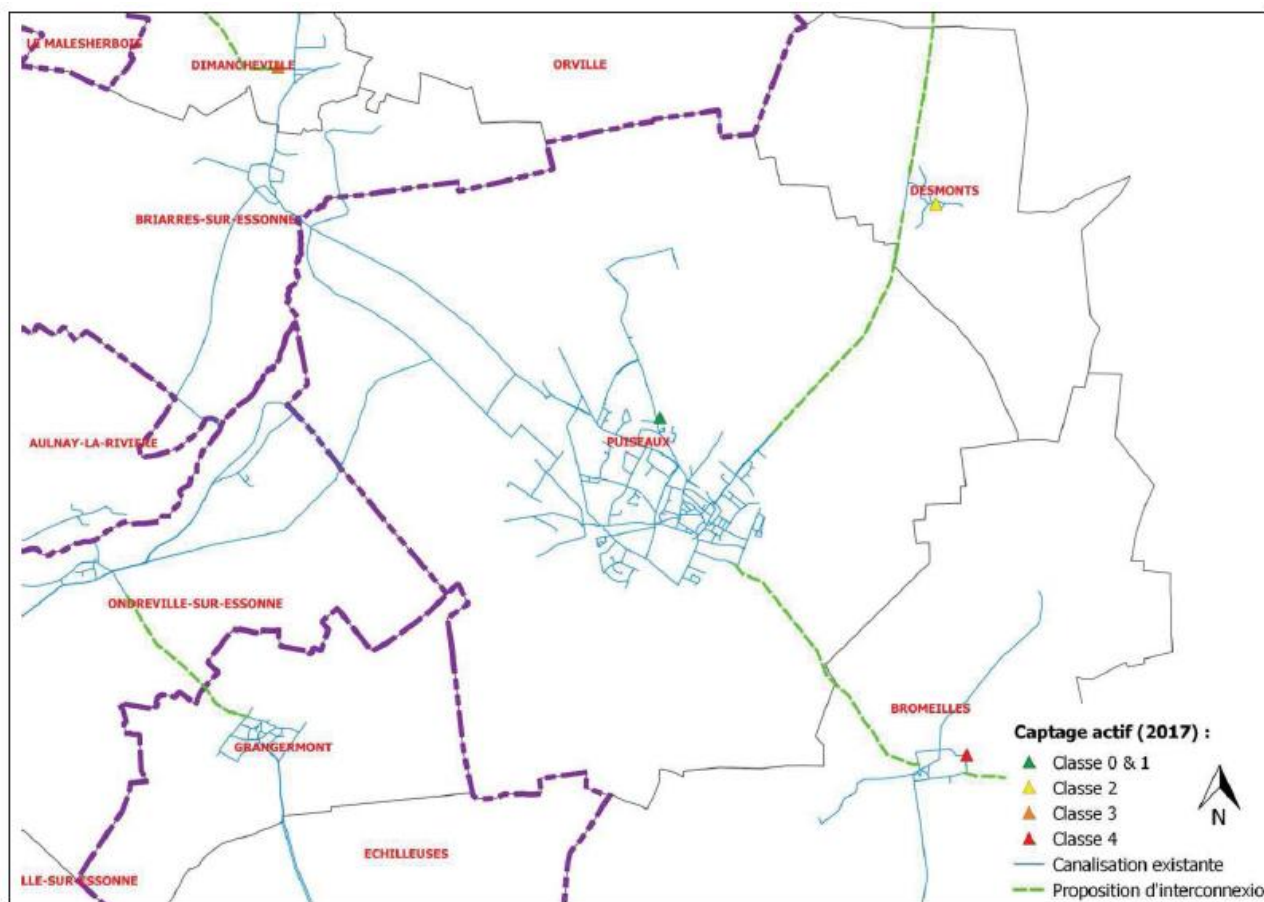 LE MALESHERBOIS
DIMANCHEVILLE
ORVILLE
DESMONTS
BRIARRES-SUR-ESSONNE
AULNAY-LA-RIVIERE
PUISEAUX
ONDREVILLE-SUR-ESSONNE
BROMEILLES
GRANGERMONT
ECHILLEUSES
LLE-SUR-ESSONNE
Captage actif (2017) :
Classe 0 & 1
Classe 2
Classe 3
Classe 4
Canalisation existante
Proposition d'interconnexio
N